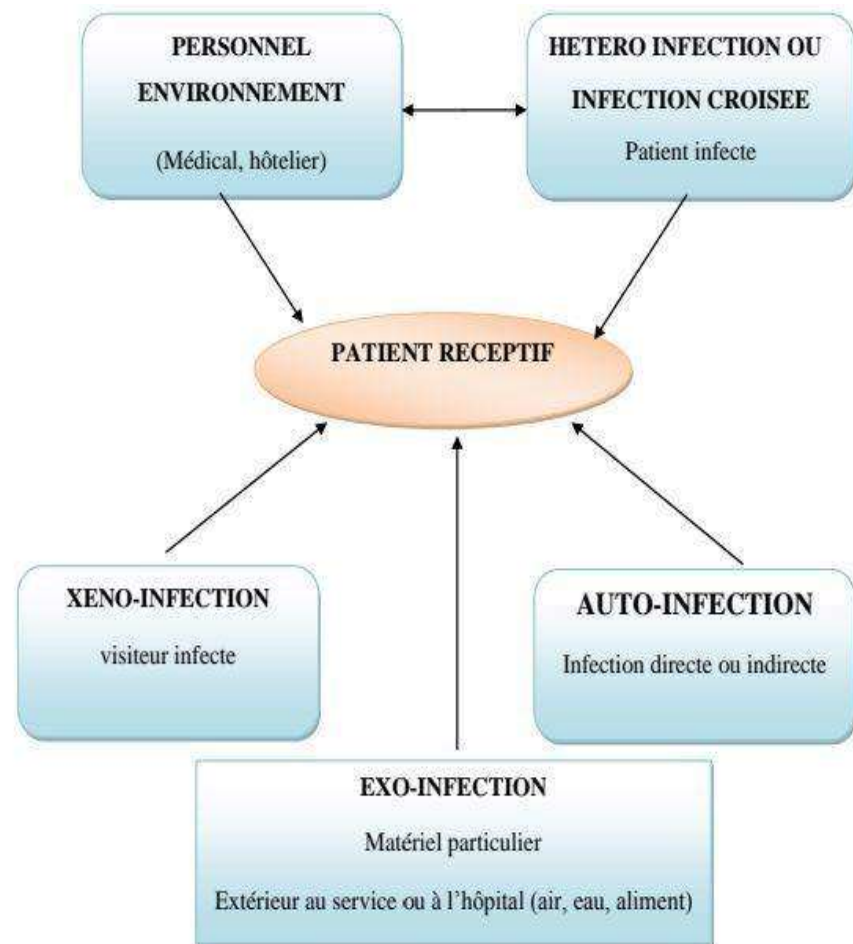 PERSONNEL
ENVIRONNEMENT
(Médical, hôtelier)
HETERO INFECTION OU
INFECTION CROISEE
Patient infecte
PATIENT RECEPTIF
XENO-INFECTION
visiteur infecte
AUTO-INFECTION
Infection directe ou indirecte
EXO-INFECTION
Matériel particulier
Extérieur au service ou à l’hôpital (air, eau, aliment)